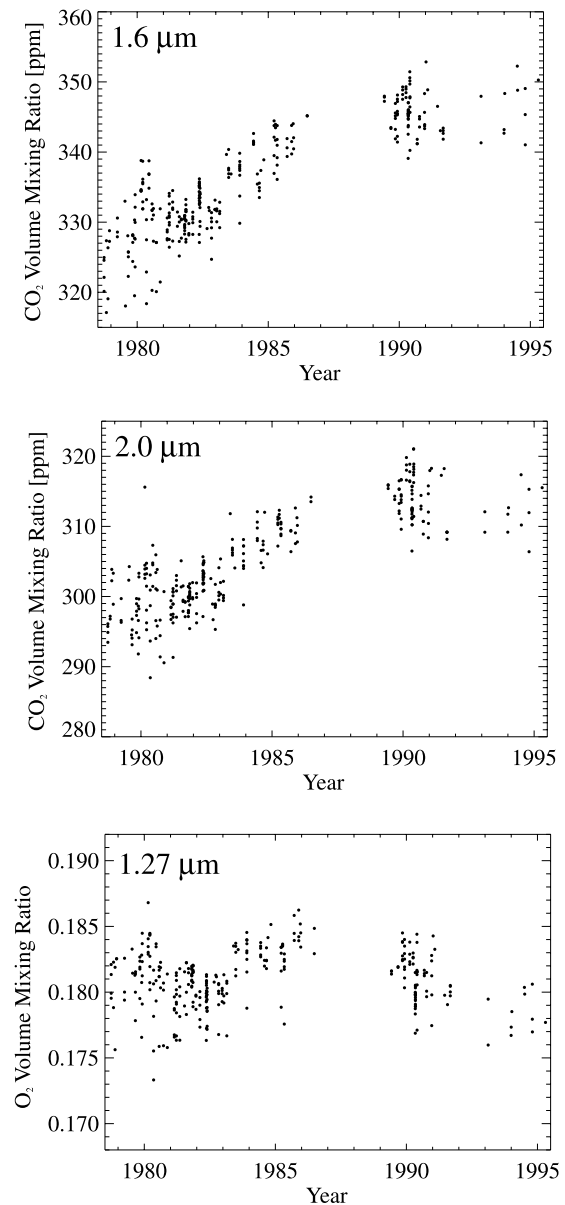 1.6 µm
360
350
340
330
320
CO₂ Volume Mixing Ratio [ppm]
1980 1985 1990 1995
Year
2.0 µm
320
310
300
290
280
CO₂ Volume Mixing Ratio [ppm]
1980 1985 1990 1995
Year
1.27 µm
0.190
0.185
0.180
0.175
0.170
O₂ Volume Mixing Ratio
1980 1985 1990 1995
Year